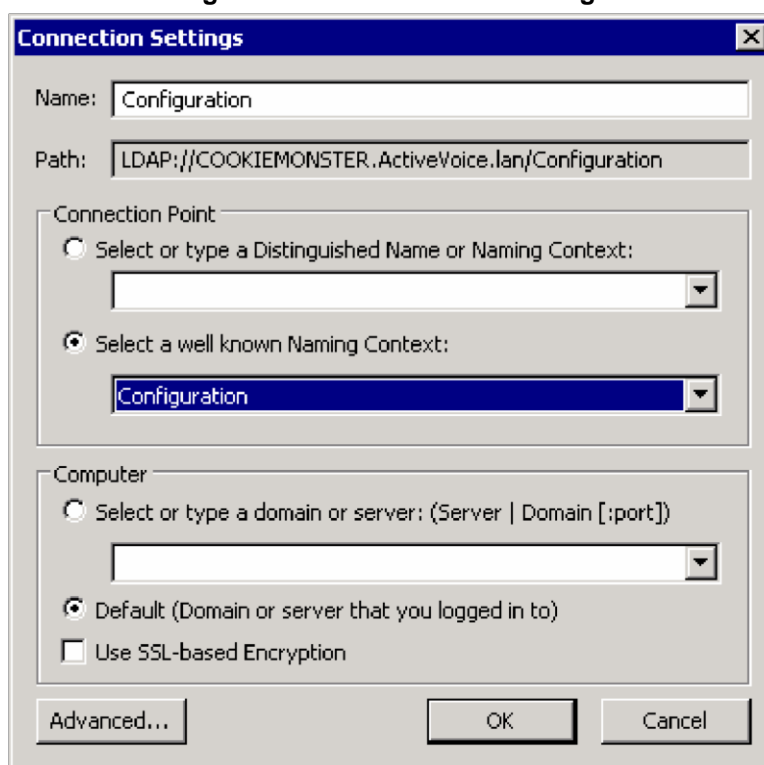 Connection Settings
Name: Configuration
Path: LDAP://COOKIEMONSTER.ActiveVoice.lan/Configuration
Connection Point
Select or type a Distinguished Name or Naming Context:
Select a well known Naming Context:
Configuration
Computer
Select or type a domain or server: (Server | Domain [:port])
Default (Domain or server that you logged in to)
Use SSL-based Encryption
Advanced... OK Cancel